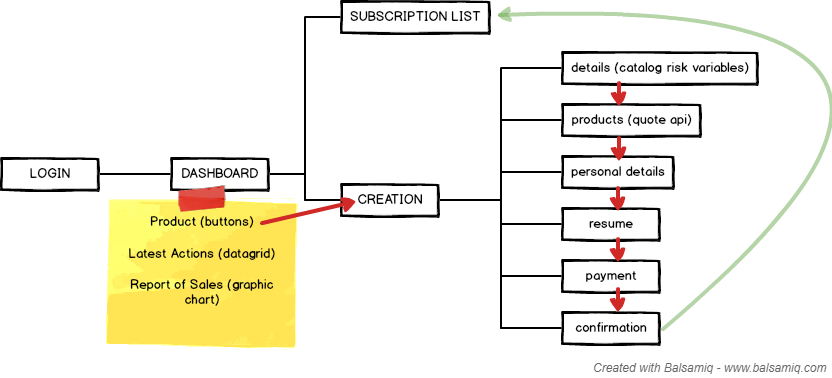 SUBSCRIPTION LIST
details (catalog risk variables)
products (quote api)
LOGIN
DASHBOARD
personal details
CREATION
Product (buttons)
resume
Latest Actions (datagrid)
payment
Report of Sales (graphic
chart)
confirmation
Created with Balsamiq - www.balsamiq.com